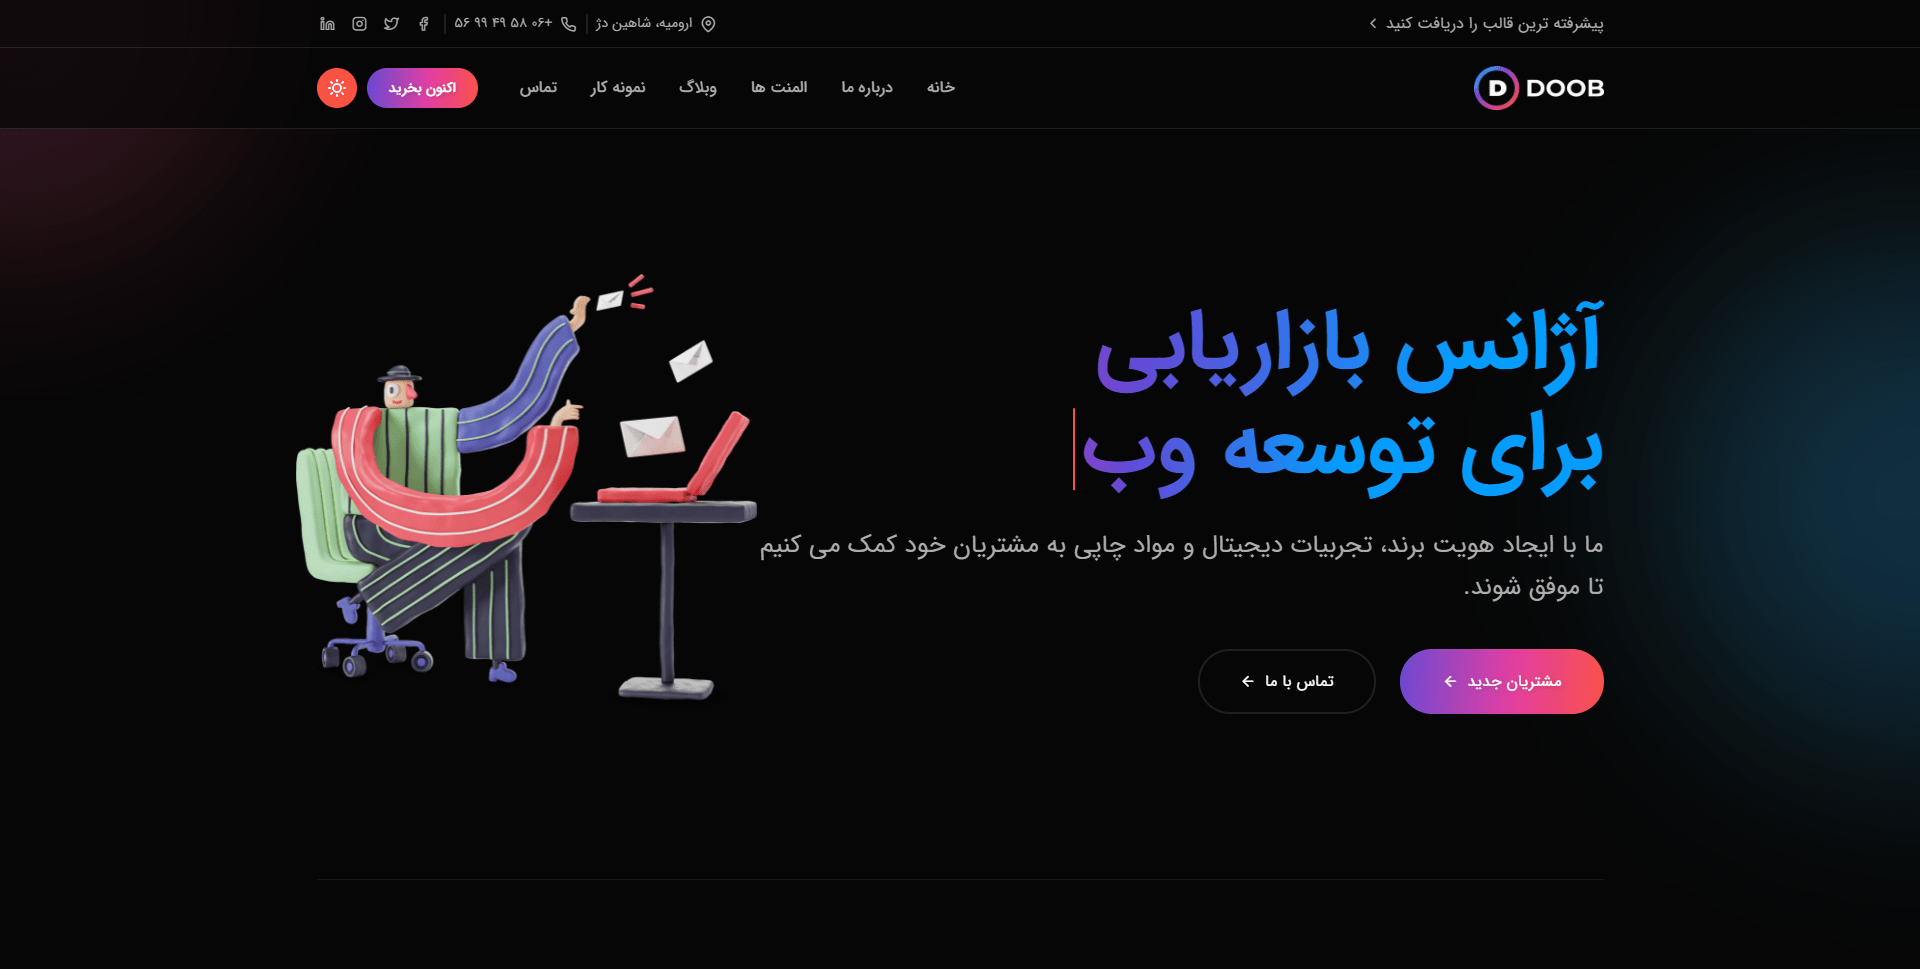 پیشرفته ترین قالب را دریافت کنید
ارومیه، شاهین دژ
+۰۶ ۵۸ ۴۹ ۹۹ ۵۶
DOOB
خانه
درباره ما
المنت ها
وبلاگ
نمونه کار
تماس
اکنون بخرید
آژانس بازاریابی
برای توسعه وب
ما با ایجاد هویت برند، تجربیات دیجیتال و مواد چاپی به مشتریان خود کمک می کنیم
تا موفق شوند.
مشتریان جدید
تماس با ما